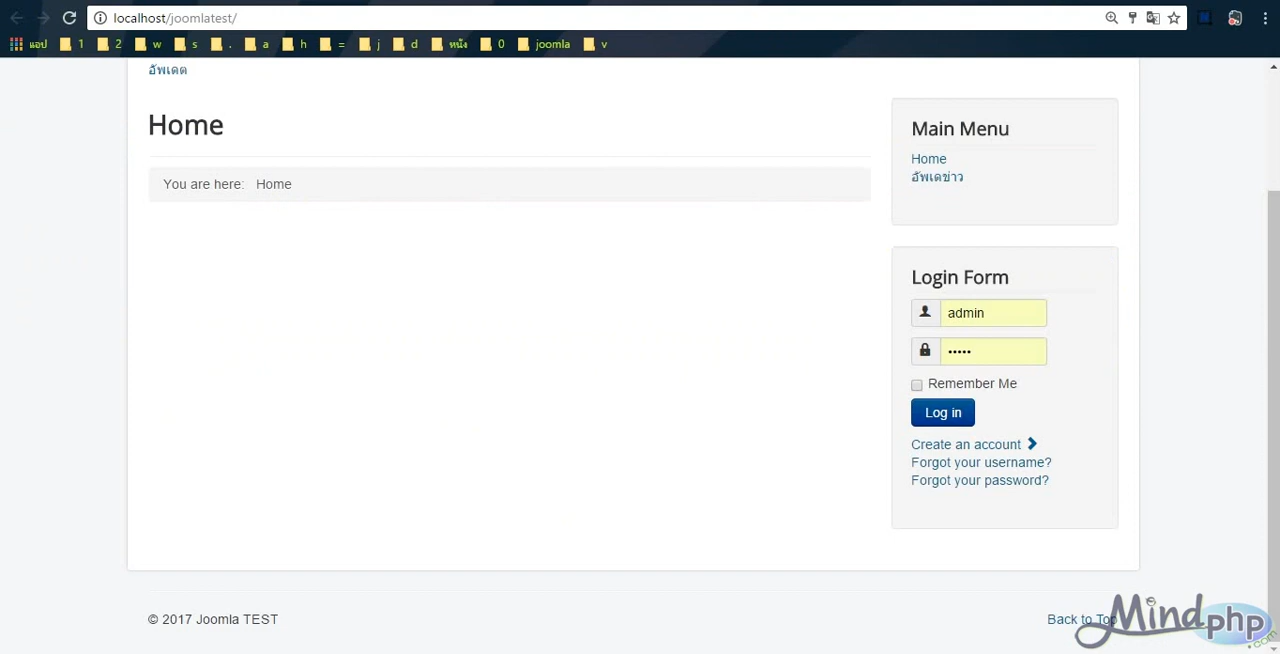 localhost/joomlatest/
แอป 1 2 w s . a h = j d หนัง 0 joomla v
อัพเดต
Home
You are here: Home
Main Menu
Home
อัพเดข่าว
Login Form
admin
•••••
Remember Me
Log in
Create an account
Forgot your username?
Forgot your password?
© 2017 Joomla TEST
Back to Top
Mindphp.com